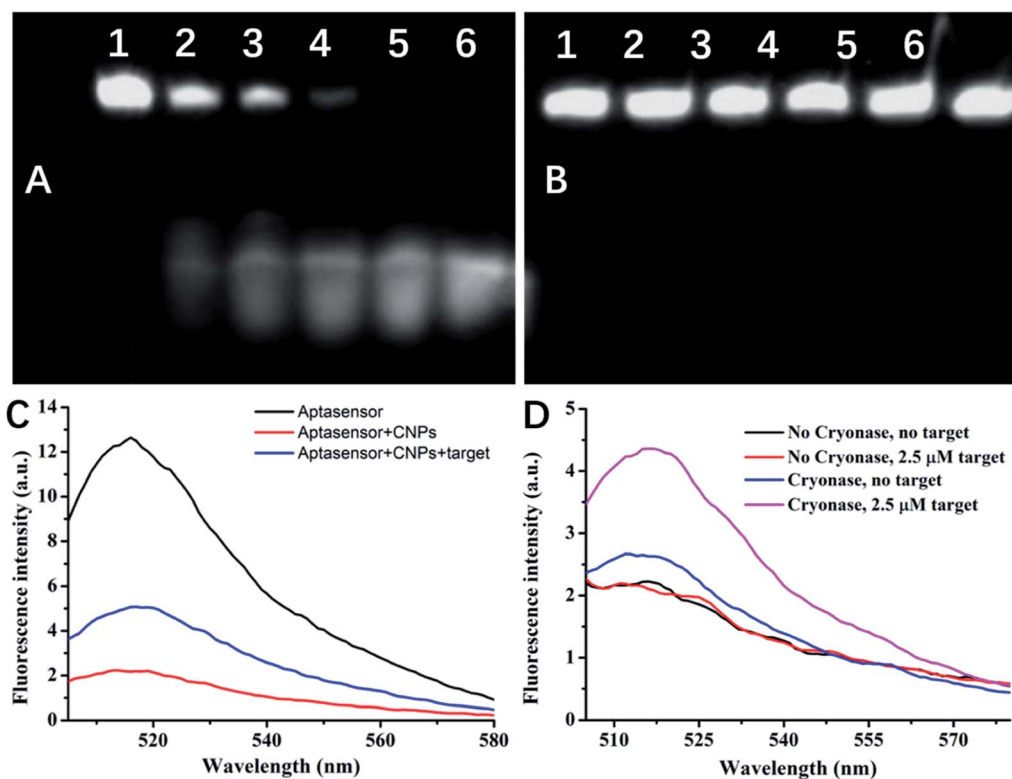 1 2 3 4 5 6
A
1 2 3 4 5 6
B
C
Fluorescence intensity (a.u.)
14
12
10
8
6
4
2
0
Aptasensor
Aptasensor+CNPs
Aptasensor+CNPs+target
520 540 560 580
Wavelength (nm)
D
Fluorescence intensity (a.u.)
5
4
3
2
1
0
No Cryonase, no target
No Cryonase, 2.5 μM target
Cryonase, no target
Cryonase, 2.5 μM target
510 525 540 555 570
Wavelength (nm)